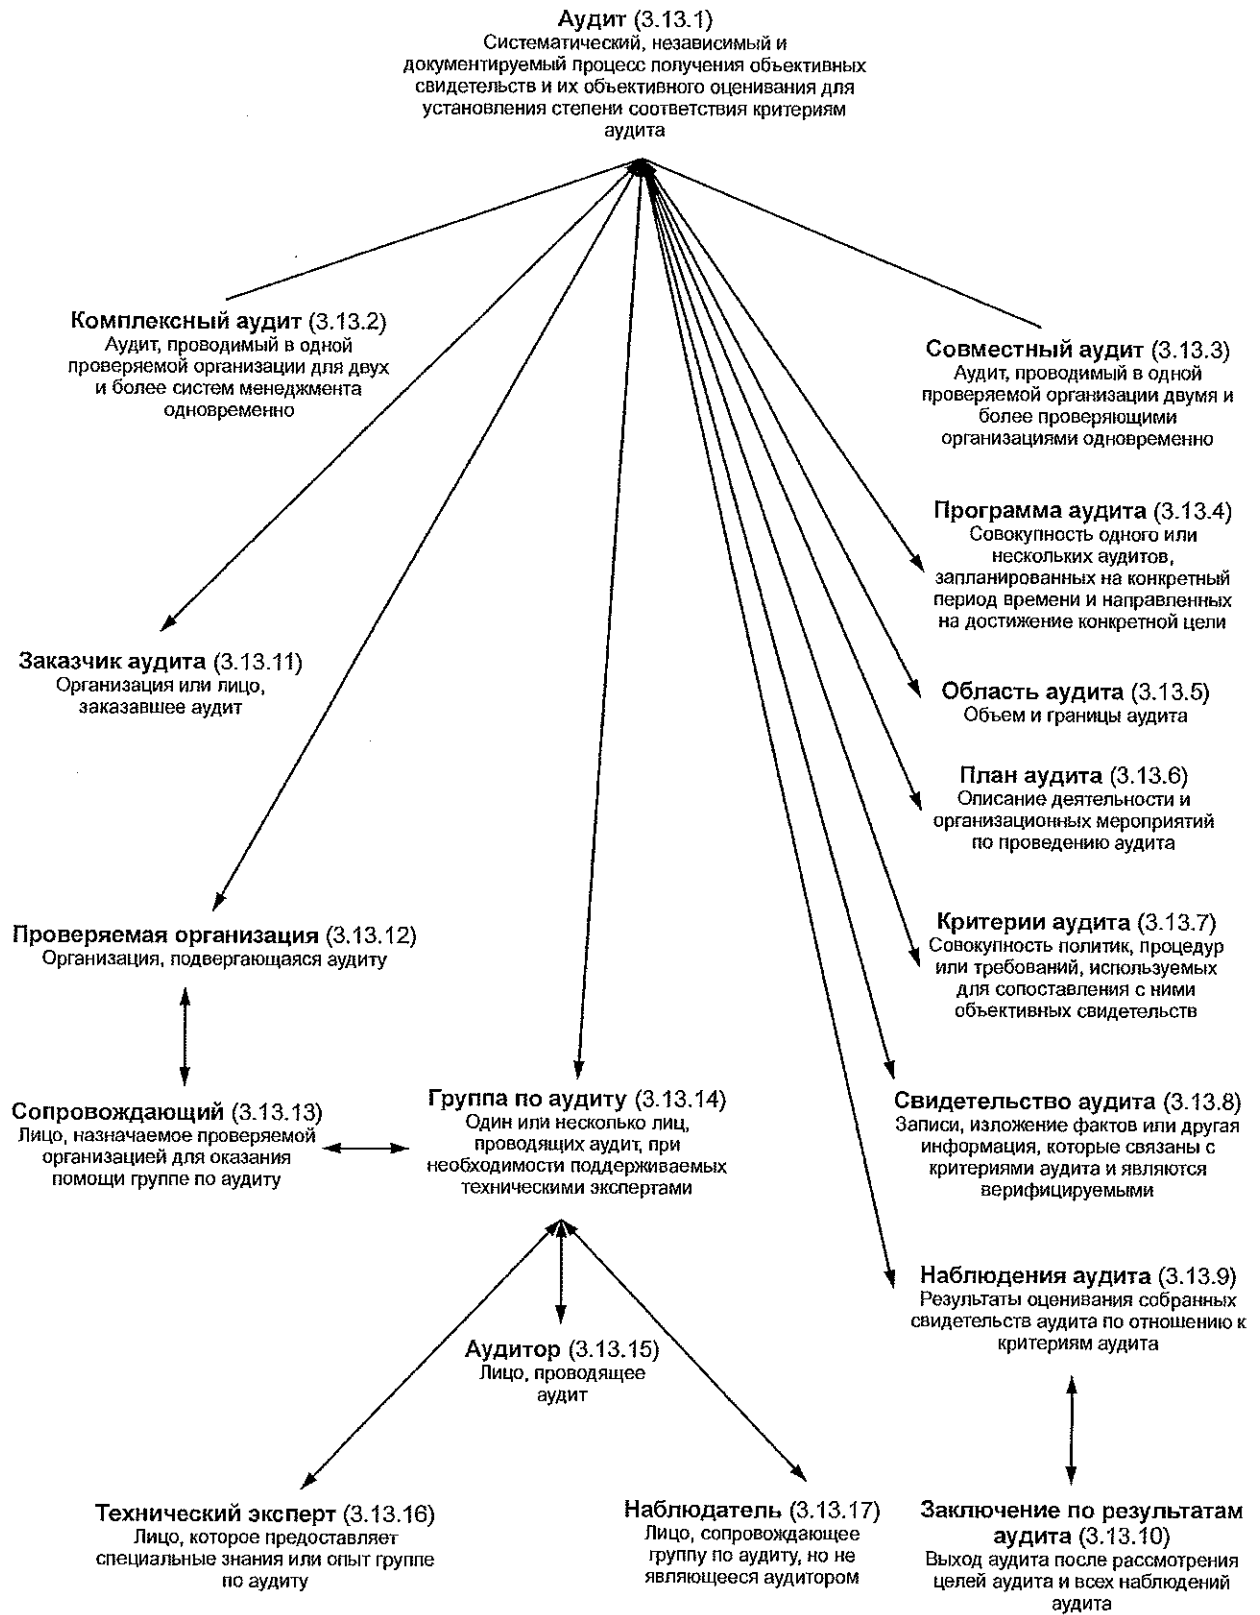 Аудит (3.13.1)
Систематический, независимый и
документируемый процесс получения объективных
свидетельств и их объективного оценивания для
установления степени соответствия критериям
аудита
Комплексный аудит (3.13.2)
Аудит, проводимый в одной
проверяемой организации для двух
и более систем менеджмента
одновременно
Совместный аудит (3.13.3)
Аудит, проводимый в одной
проверяемой организации двумя и
более проверяющими
организациями одновременно
Программа аудита (3.13.4)
Совокупность одного или
нескольких аудитов,
запланированных на конкретный
период времени и направленных
на достижение конкретной цели
Заказчик аудита (3.13.11)
Организация или лицо,
заказавшее аудит
Область аудита (3.13.5)
Объем и границы аудита
План аудита (3.13.6)
Описание деятельности и
организационных мероприятий
по проведению аудита
Проверяемая организация (3.13.12)
Организация, подвергающаяся аудиту
Критерии аудита (3.13.7)
Совокупность политик, процедур
или требований, используемых
для сопоставления с ними
объективных свидетельств
Сопровождающий (3.13.13)
Лицо, назначаемое проверяемой
организацией для оказания
помощи группе по аудиту
Группа по аудиту (3.13.14)
Один или несколько лиц,
проводящих аудит, при
необходимости поддерживаемых
техническими экспертами
Свидетельство аудита (3.13.8)
Записи, изложение фактов или другая
информация, которые связаны с
критериями аудита и являются
верифицируемыми
Наблюдения аудита (3.13.9)
Результаты оценивания собранных
свидетельств аудита по отношению к
критериям аудита
Аудитор (3.13.15)
Лицо, проводящее
аудит
Технический эксперт (3.13.16)
Лицо, которое предоставляет
специальные знания или опыт группе
по аудиту
Наблюдатель (3.13.17)
Лицо, сопровождающее
группу по аудиту, но не
являющееся аудитором
Заключение по результатам
аудита (3.13.10)
Выход аудита после рассмотрения
целей аудита и всех наблюдений
аудита